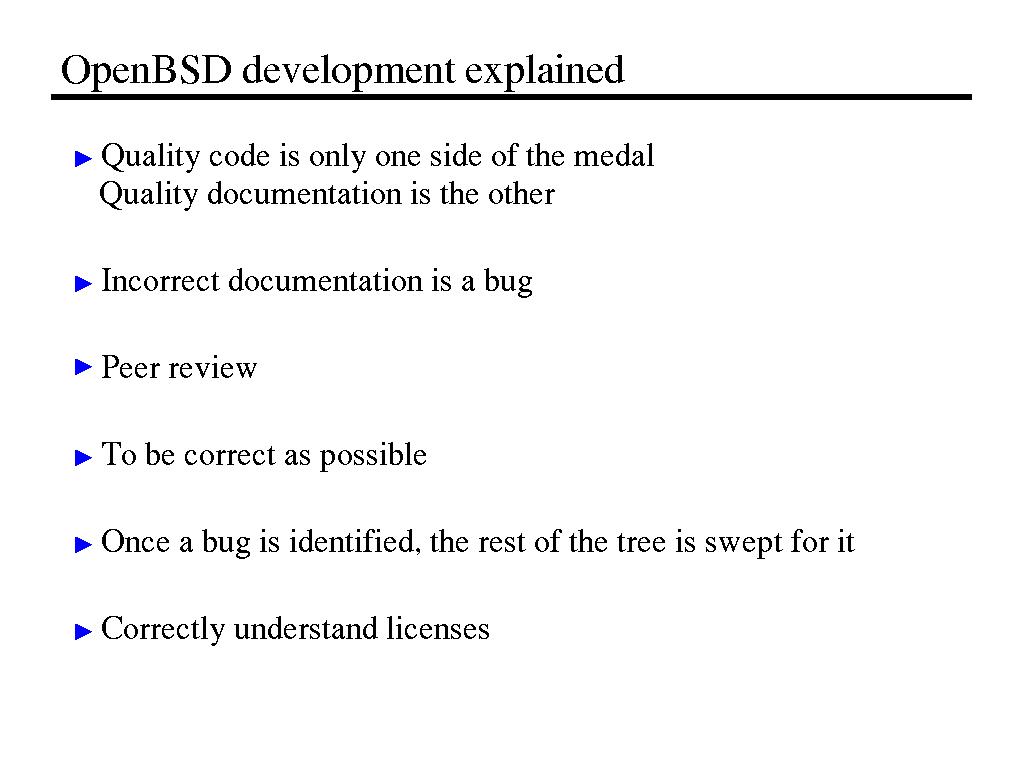 OpenBSD development explained
Quality code is only one side of the medal
Quality documentation is the other
Incorrect documentation is a bug
Peer review
To be correct as possible
Once a bug is identified, the rest of the tree is swept for it
Correctly understand licenses